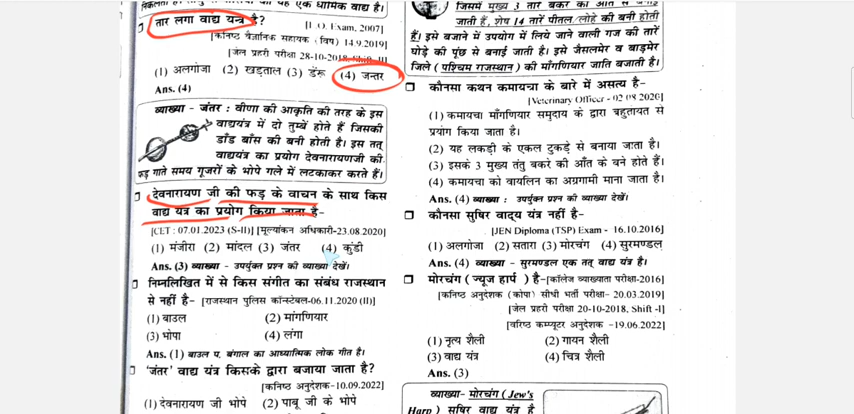 तार लगा वाद्य यन्त्र है?
[L.O. Exam, 2007]
[कनिष्ठ वैज्ञानिक सहायक (विष) 14.9.2019]
[जेल प्रहरी परीक्षा 28-10-2018, Shift-II]
(1) अलगोजा (2) खड़ताल (3) डेंरू (4) जन्तर
Ans. (4)
व्याख्या - जंतर : वीणा की आकृति की तरह के इस
वाद्ययंत्र में दो तुम्बें होते हैं जिसकी
डाँड बाँस की बनी होती है। इस तत्
वाद्ययंत्र का प्रयोग देवनारायणजी की
फड़ गाते समय गूजरों के भोपे गले में लटकाकर करते हैं।
देवनारायण जी की फड़ के वाचन के साथ किस
वाद्य यंत्र का प्रयोग किया जाता है-
[CET : 07.01.2023 (S-II)] [मूल्यांकन अधिकारी-23.08.2020]
(1) मंजीरा (2) मांदल (3) जंतर (4) कुंडी
Ans. (3) व्याख्या - उपर्युक्त प्रश्न की व्याख्या देखें।
निम्नलिखित में से किस संगीत का संबंध राजस्थान
से नहीं है- [राजस्थान पुलिस कॉन्स्टेबल-06.11.2020 (II)]
(1) बाउल (2) मांगणियार
(3) भोपा (4) लंगा
Ans. (1) बाउल प. बंगाल का आध्यात्मिक लोक गीत है।
'जंतर' वाद्य यंत्र किसके द्वारा बजाया जाता है?
[कनिष्ठ अनुदेशक-10.09.2022]
(1) देवनारायण जी भोपे (2) पाबू जी के भोपे
जिसमें मुख्य 3 तार बकरे की आंत से बनाई
जाती हैं, शेष 14 तारें पीतल/लोहे की बनी होती
हैं। इसे बजाने में उपयोग में लिये जाने वाली गज की तारें
घोड़े की पूंछ से बनाई जाती है। इसे जैसलमेर व बाड़मेर
जिले (पश्चिम राजस्थान) की माँगणियार जाति बजाती है।
कौनसा कथन कमायचा के बारे में असत्य है-
[Veterinary Officer - 02.08.2020]
(1) कमायचा माँगणियार समुदाय के द्वारा बहुतायत से
प्रयोग किया जाता है।
(2) यह लकड़ी के एकल टुकड़े से बनाया जाता है।
(3) इसके 3 मुख्य तंतु बकरे की आँत के बने होते हैं।
(4) कमायचा को वायलिन का अग्रगामी माना जाता है।
Ans. (4) व्याख्या : उपर्युक्त प्रश्न की व्याख्या देखें।
कौनसा सुषिर वाद्य यंत्र नहीं है-
[JEN Diploma (TSP) Exam - 16.10.2016]
(1) अलगोजा (2) सतारा (3) मोरचंग (4) सुरमण्डल
Ans. (4) व्याख्या - सुरमण्डल एक तत् वाद्य यंत्र है।
मोरचंग (ज्यूज हार्प ) है-[कॉलेज व्याख्याता परीक्षा-2016]
[कनिष्ठ अनुदेशक (कोपा) सीधी भर्ती परीक्षा- 20.03.2019]
[जेल प्रहरी परीक्षा 20-10-2018, Shift -I]
[वरिष्ठ कम्प्यूटर अनुदेशक -19.06.2022]
(1) नृत्य शैली (2) गायन शैली
(3) वाद्य यंत्र (4) चित्र शैली
Ans. (3)
व्याख्या- मोरचंग (Jew's
Harp) सुषिर वाद्य यंत्र है